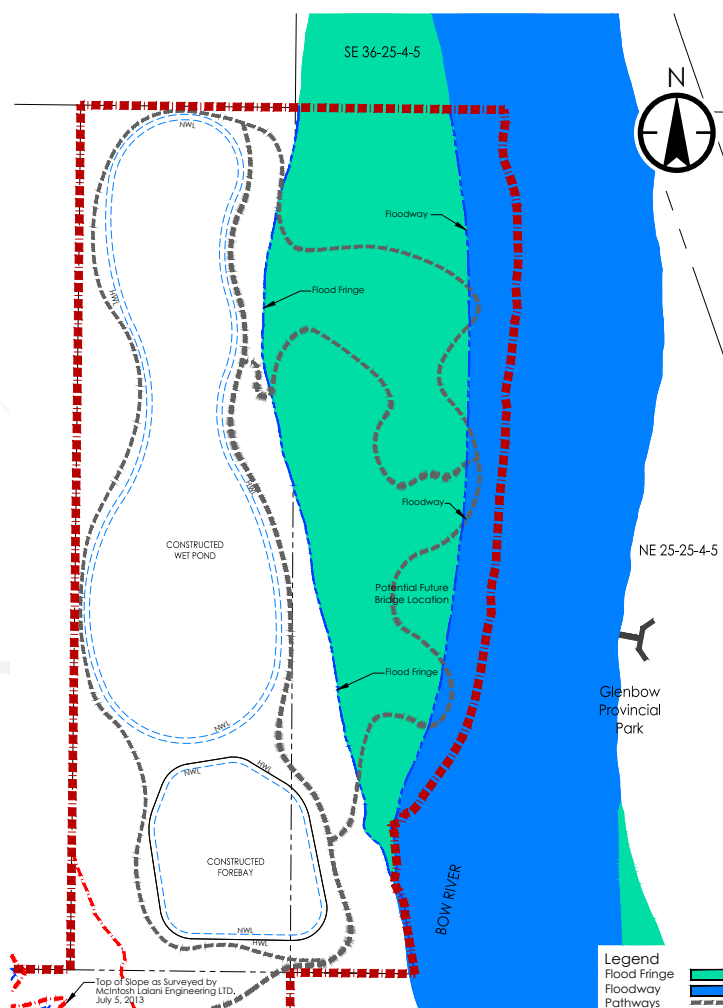 SE 36-25-4-5
N
NWL
Floodway
HWL
Flood Fringe
HWL
Floodway
CONSTRUCTED
WET POND
NE 25-25-4-5
Potential Future
Bridge Location
Flood Fringe
Glenbow
Provincial
Park
NWL
HWL
NWL
CONSTRUCTED
FOREBAY
BOW RIVER
NWL
HWL
Top of Slope as Surveyed by
McIntosh Lalani Engineering LTD.
July 5, 2013
Legend
Flood Fringe
Floodway
Pathways